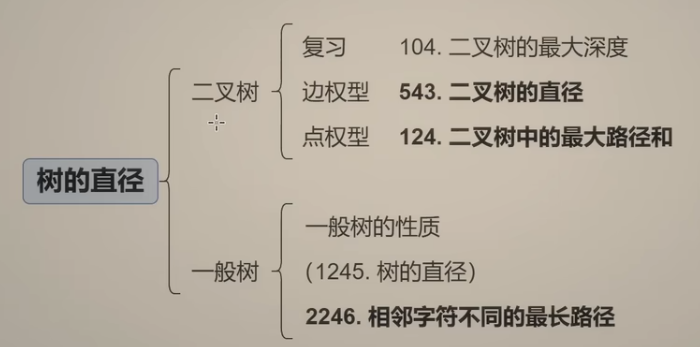 树的直径
二叉树
复习 104. 二叉树的最大深度
边权型 543. 二叉树的直径
点权型 124. 二叉树中的最大路径和
一般树
一般树的性质
(1245. 树的直径)
2246. 相邻字符不同的最长路径